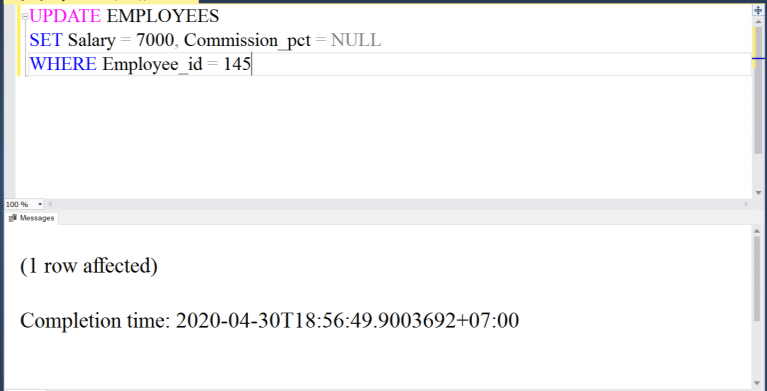 UPDATE EMPLOYEES
SET Salary = 7000, Commission_pct = NULL
WHERE Employee_id = 145
100 %
Messages
(1 row affected)
Completion time: 2020-04-30T18:56:49.9003692+07:00